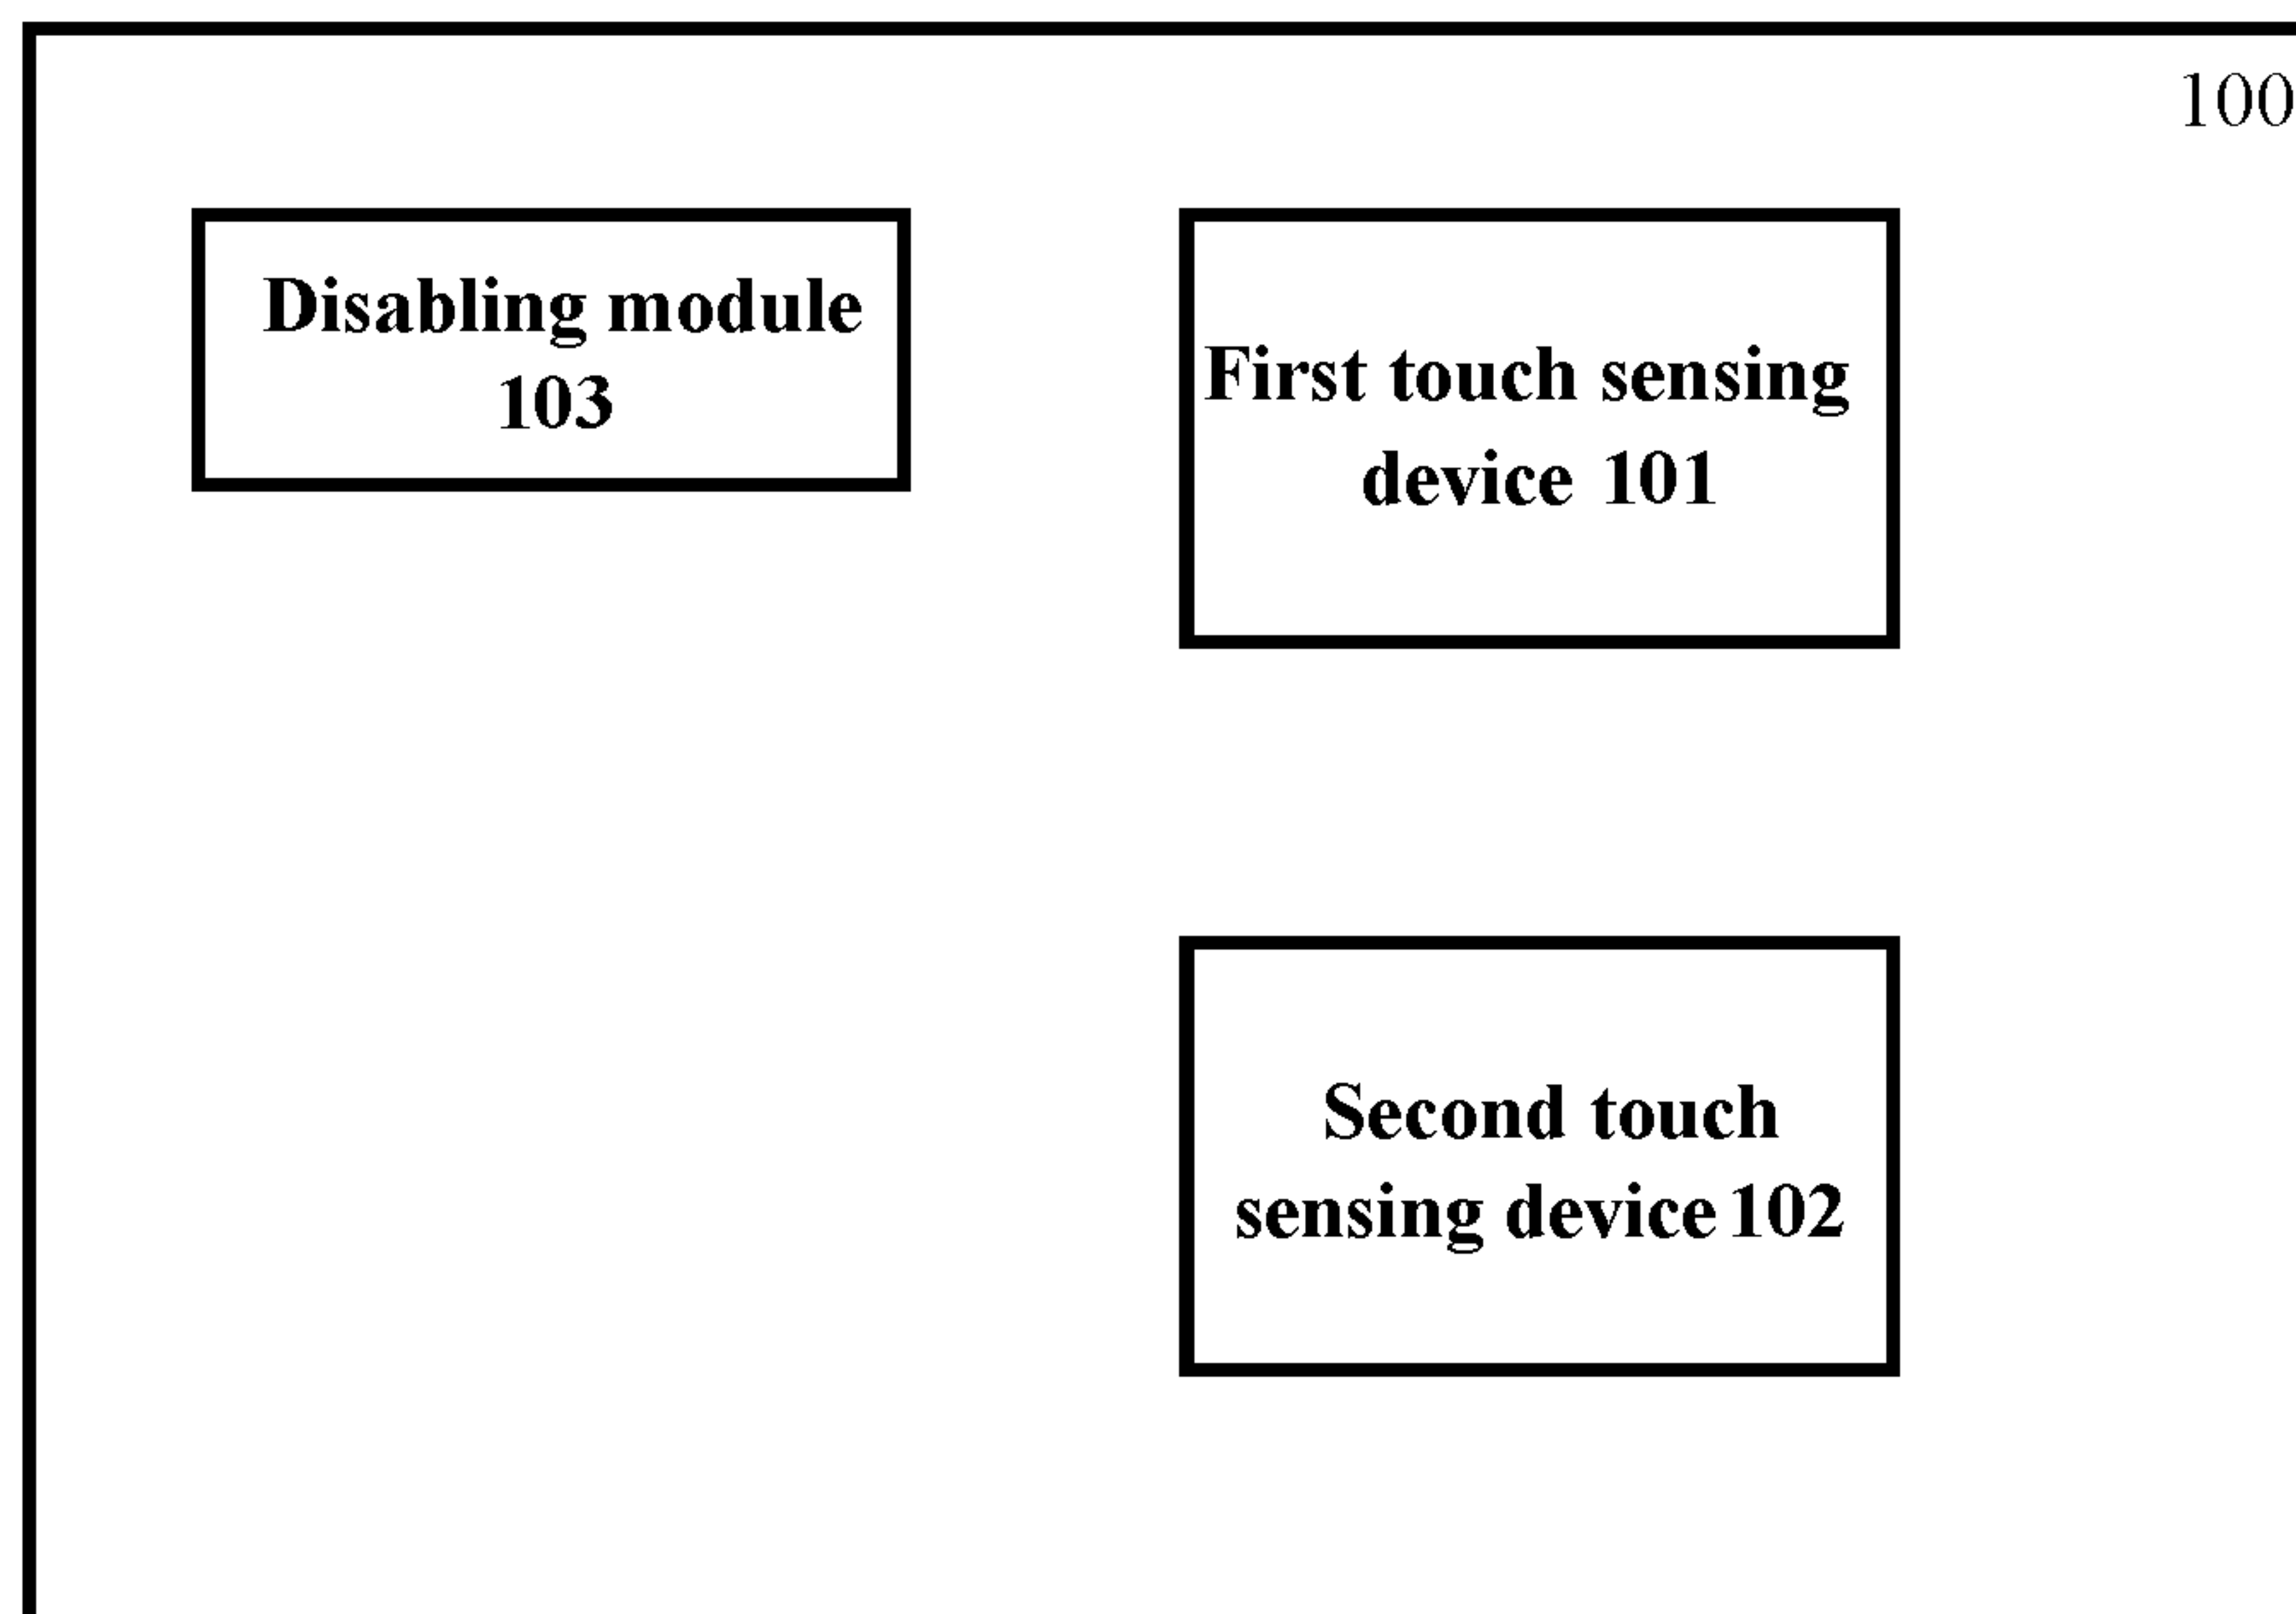 100
Disabling module
103
First touch sensing
device 101
Second touch
sensing device 102